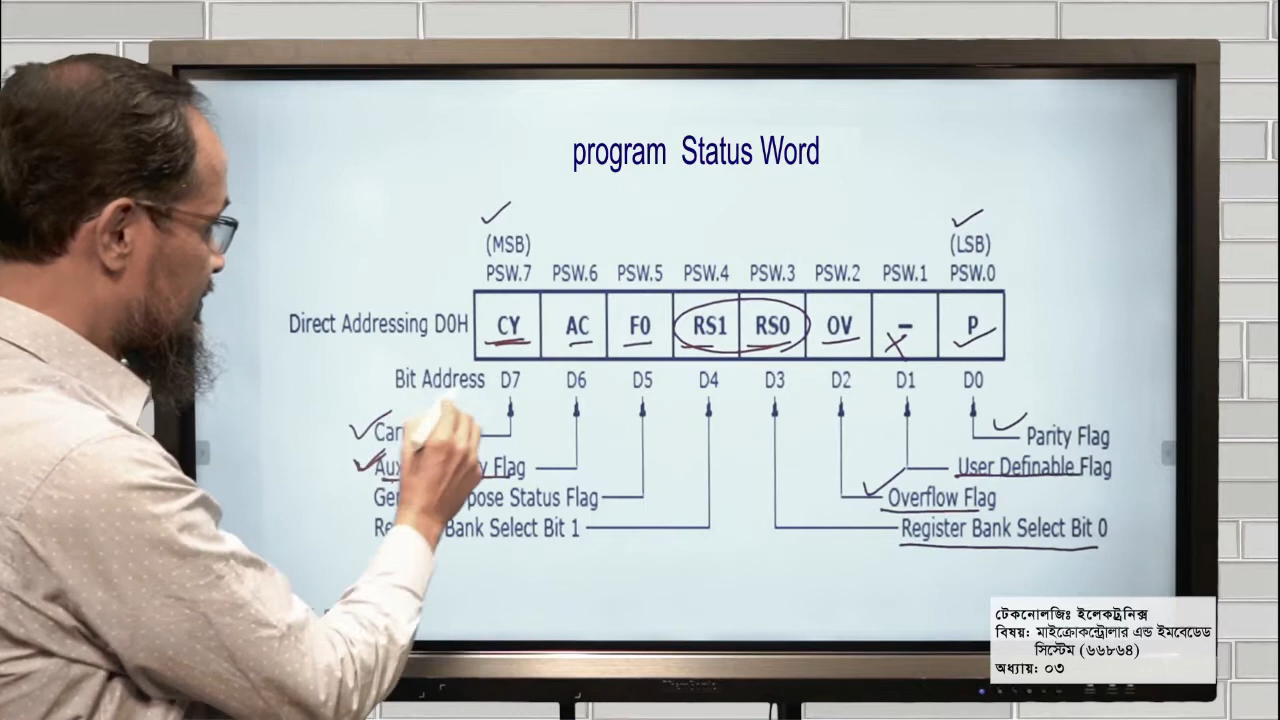 program Status Word
(MSB) (LSB)
PSW.7 PSW.6 PSW.5 PSW.4 PSW.3 PSW.2 PSW.1 PSW.0
Direct Addressing D0H CY AC F0 RS1 RS0 OV – P
Bit Address D7 D6 D5 D4 D3 D2 D1 D0
Parity Flag
Flag User Definable Flag
Status Flag Overflow Flag
Bank Select Bit 1 Register Bank Select Bit 0
টেকনোলজিঃ ইলেকট্রনিক্স
বিষয়: মাইক্রোকন্ট্রোলার এন্ড ইমবেডেড
সিস্টেম (৬৬৮৬৪)
অধ্যায়: ০৩